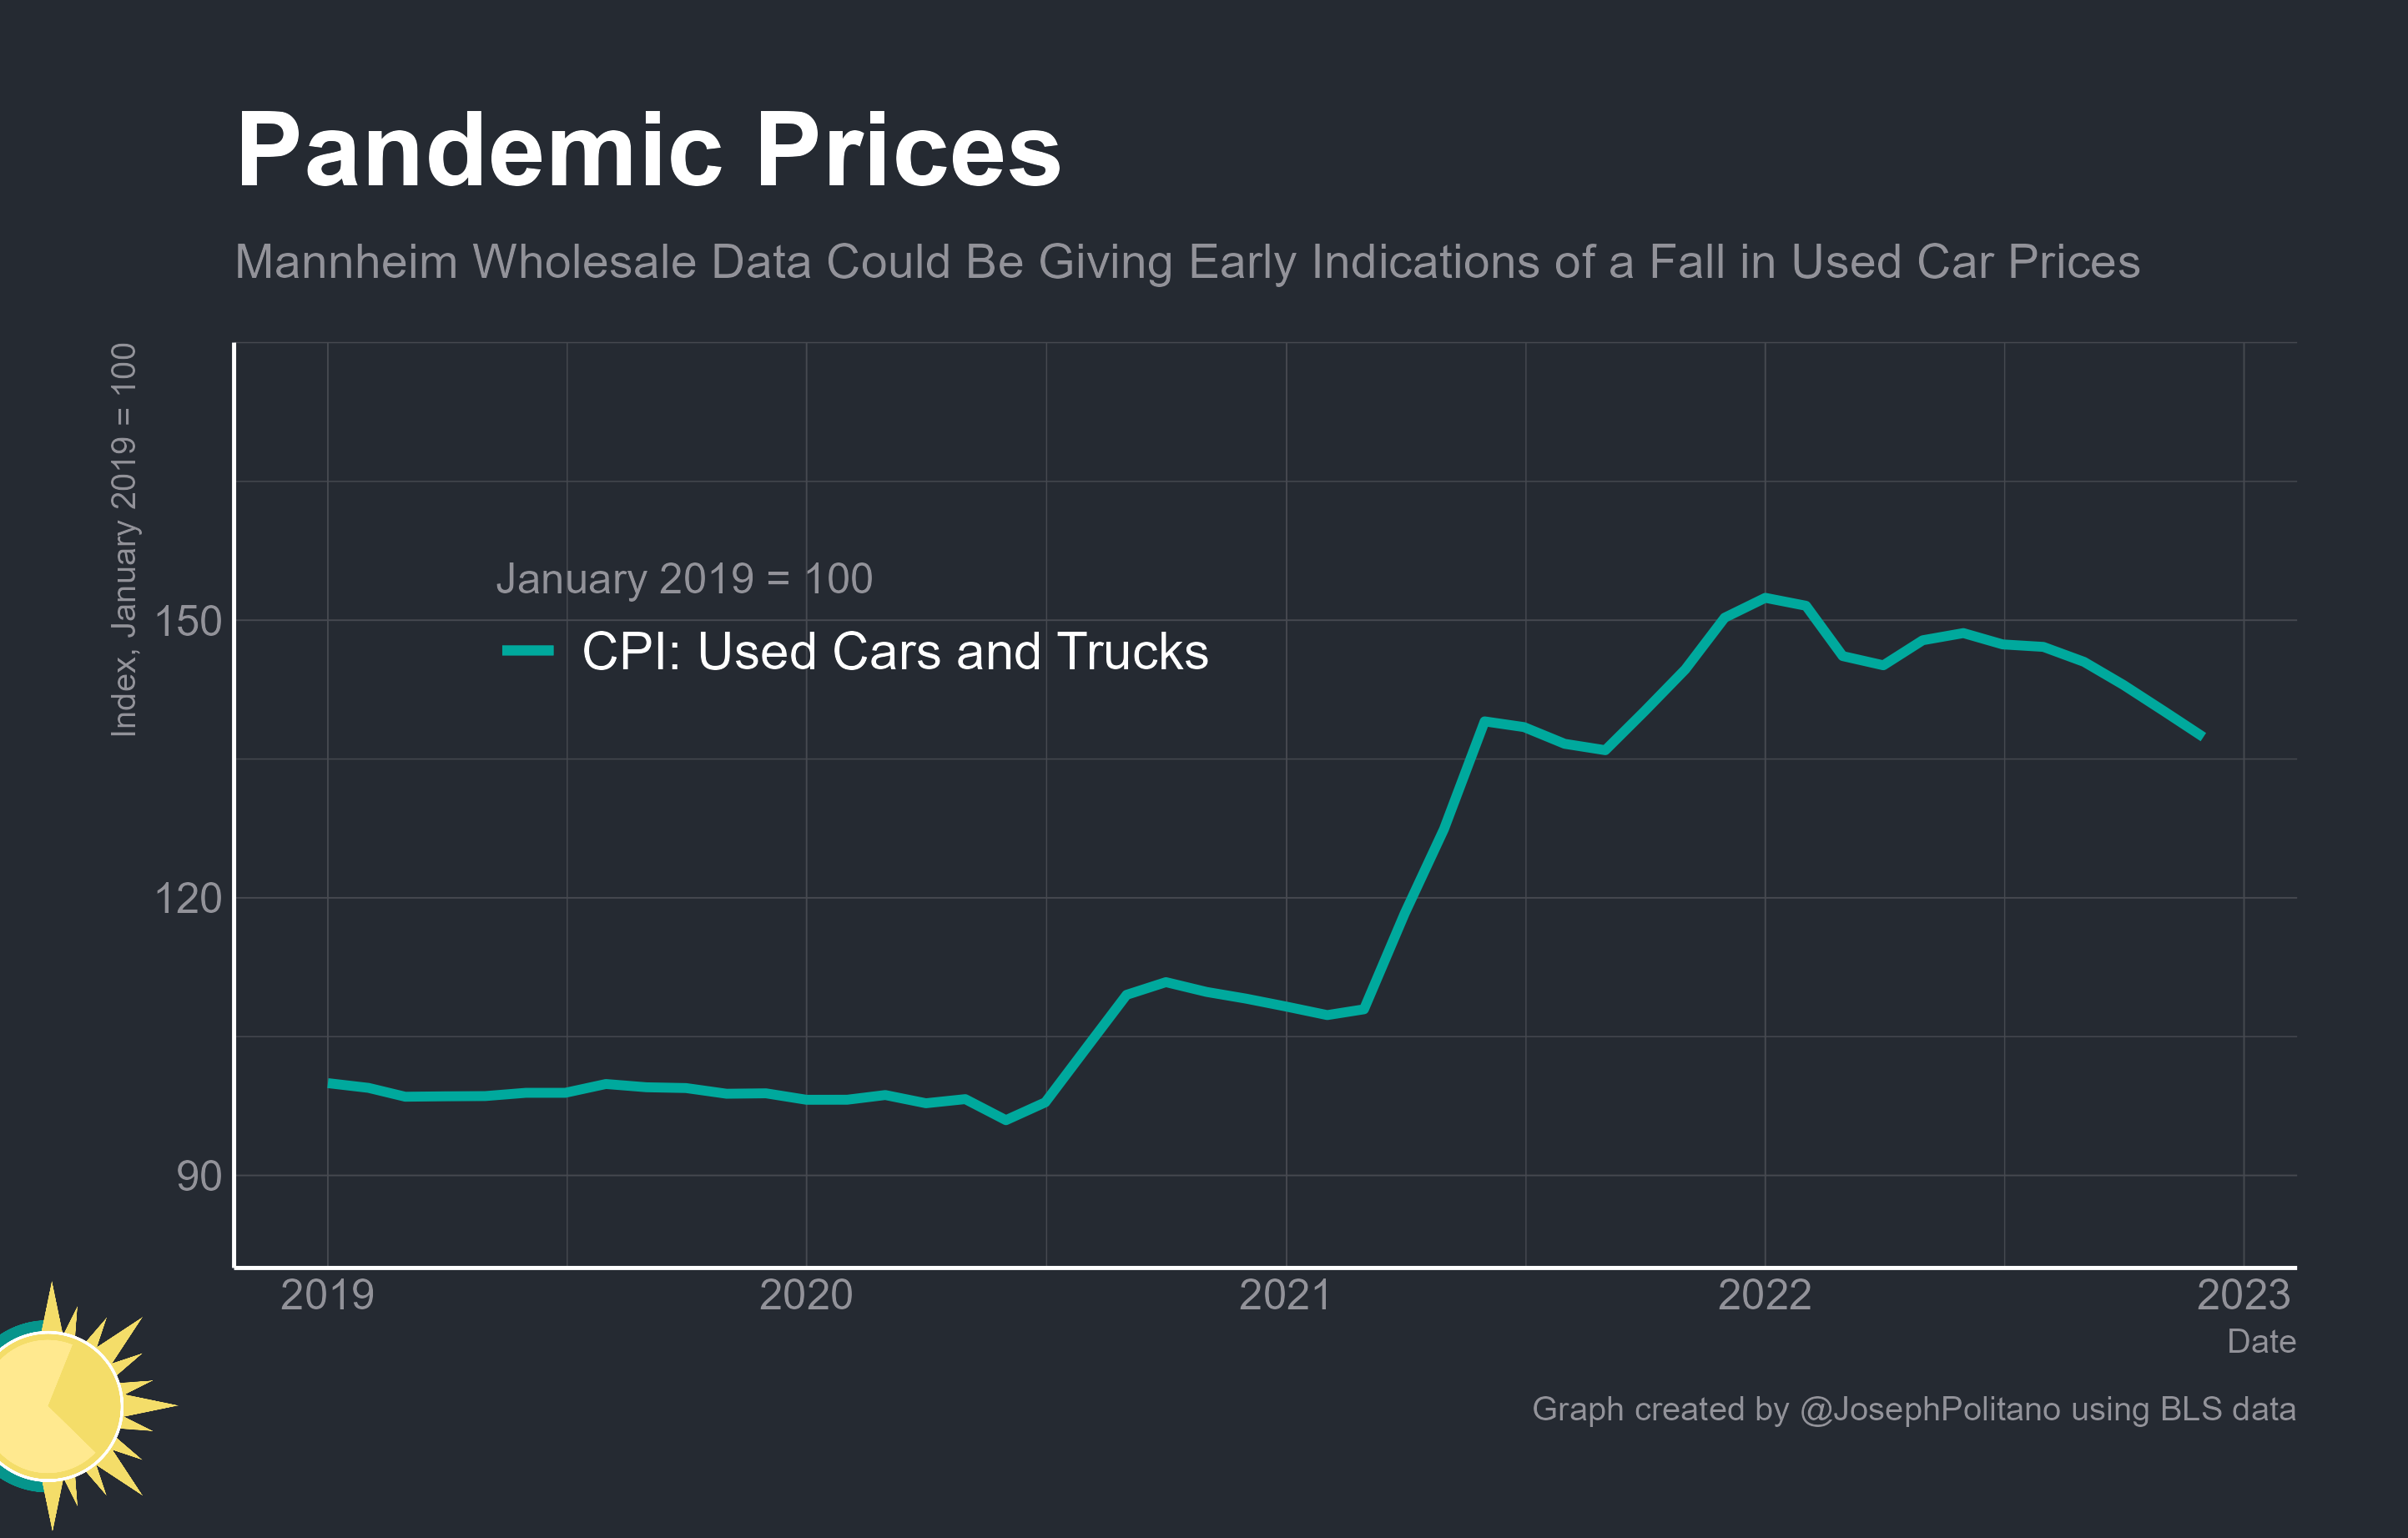 Pandemic Prices
Mannheim Wholesale Data Could Be Giving Early Indications of a Fall in Used Car Prices
Index, January 2019 = 100
January 2019 = 100
CPI: Used Cars and Trucks
150
120
90
2019 2020 2021 2022 2023
Date
Graph created by @JosephPolitano using BLS data